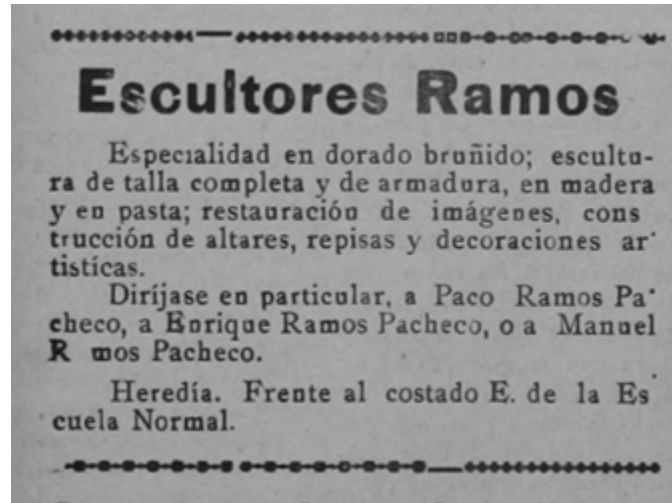 Escultores Ramos
Especialidad en dorado bruñido; escultu-
ra de talla completa y de armadura, en madera
y en pasta; restauración de imágenes, cons
trucción de altares, repisas y decoraciones ar
tisticas.
Diríjase en particular, a Paco Ramos Pa
checo, a Enrique Ramos Pacheco, o a Manuel
R mos Pacheco.
Heredía. Frente al costado E. de la Es
cuela Normal.